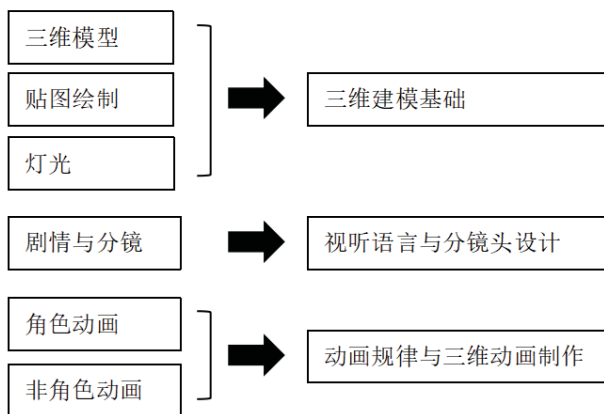 三维模型
贴图绘制
灯光
三维建模基础
剧情与分镜
视听语言与分镜头设计
角色动画
非角色动画
动画规律与三维动画制作